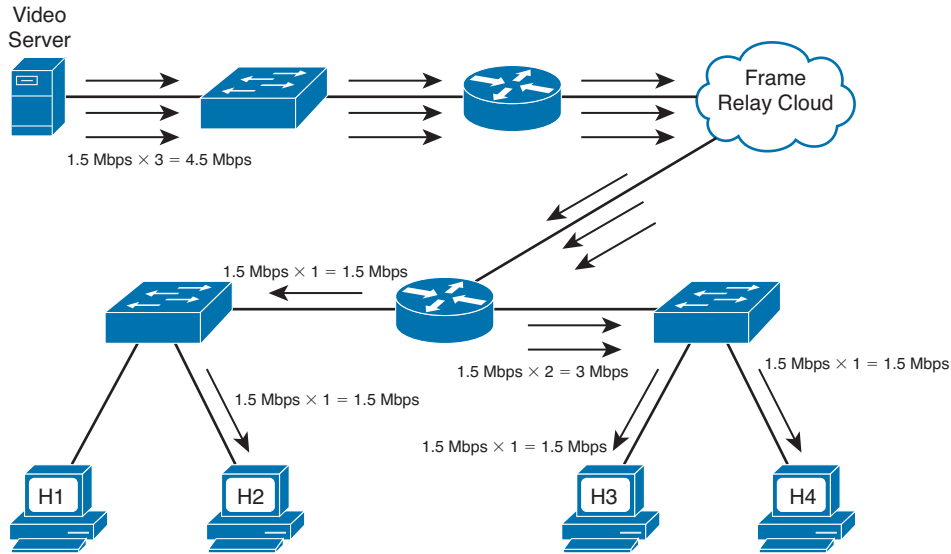 Video
Server
Frame
Relay Cloud
1.5 Mbps × 3 = 4.5 Mbps
1.5 Mbps × 1 = 1.5 Mbps
1.5 Mbps × 2 = 3 Mbps
1.5 Mbps × 1 = 1.5 Mbps
1.5 Mbps × 1 = 1.5 Mbps
1.5 Mbps × 1 = 1.5 Mbps
H1
H2
H3
H4